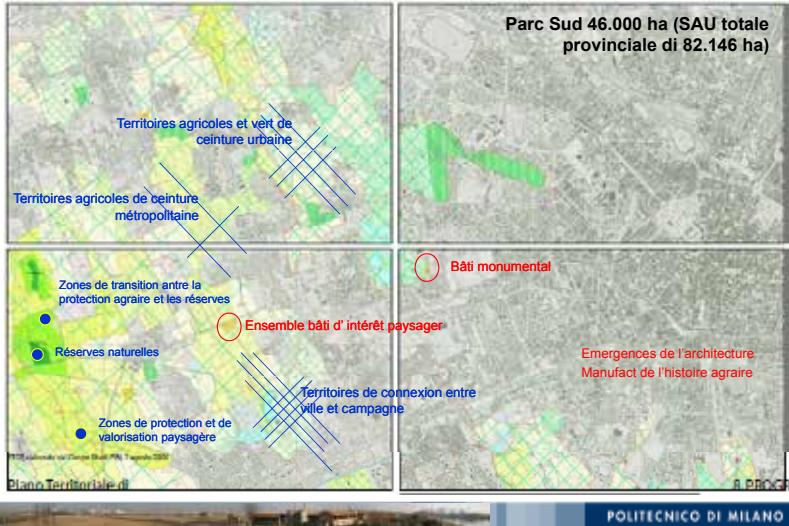 Parc Sud 46.000 ha (SAU totale
provinciale di 82.146 ha)
Territoires agricoles et vert de
ceinture urbaine
Territoires agricoles de ceinture
métropolitaine
Bâti monumental
Zones de transition antre la
protection agraire et les réserves
Ensemble bâti d' intérêt paysager
Réserves naturelles
Emergences de l'architecture
Manufact de l'histoire agraire
Territoires de connexion entre
ville et campagne
Zones de protection et de
valorisation paysagère
Piano Territoriale di
POLITECNICO DI MILANO